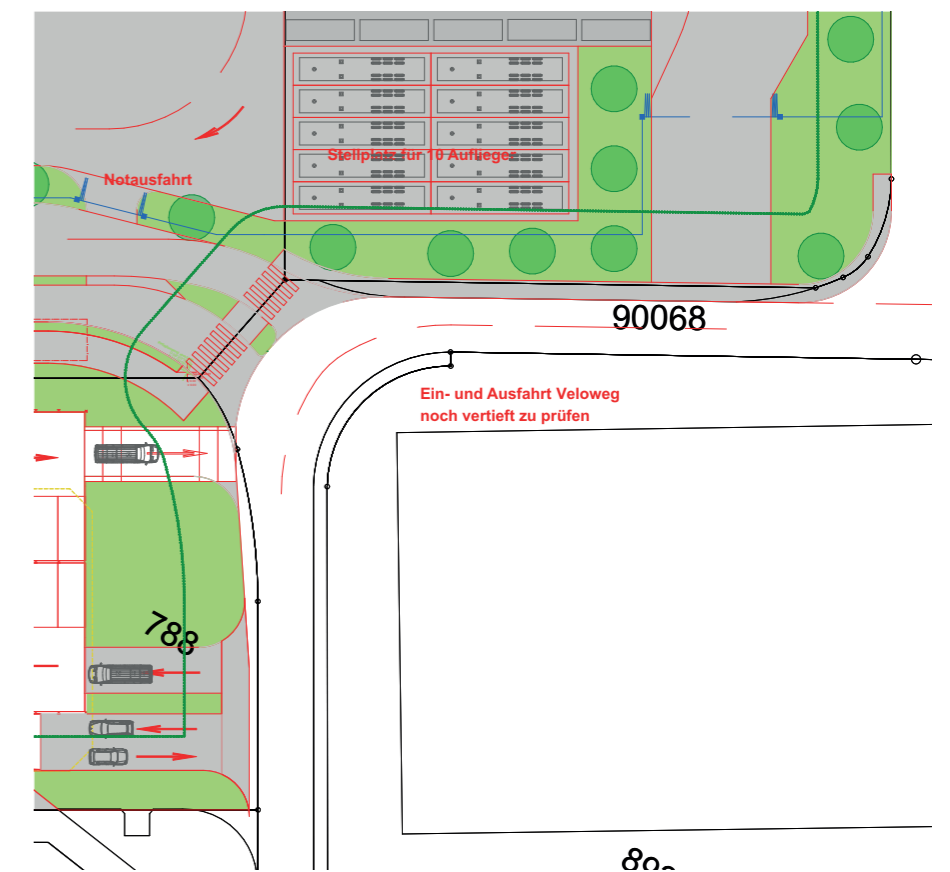 Stellplatz für 10 Auflieger
Notausfahrt
90068
Ein- und Ausfahrt Veloweg
noch vertieft zu prüfen
788